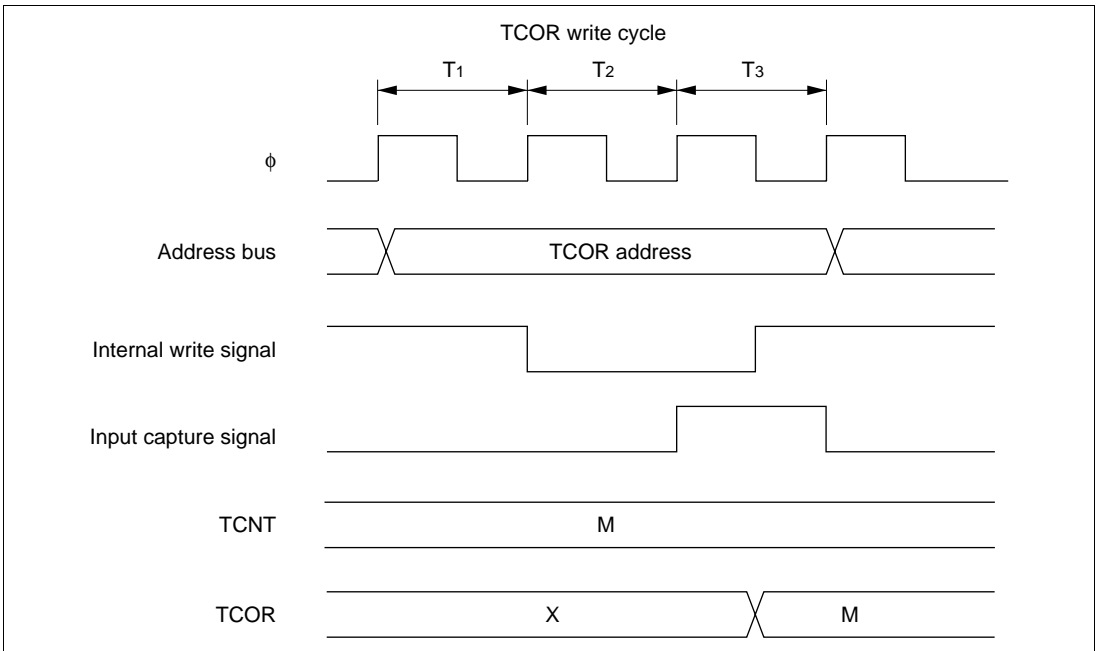 TCOR write cycle
T1 T2 T3
φ
Address bus TCOR address
Internal write signal
Input capture signal
TCNT M
TCOR X M